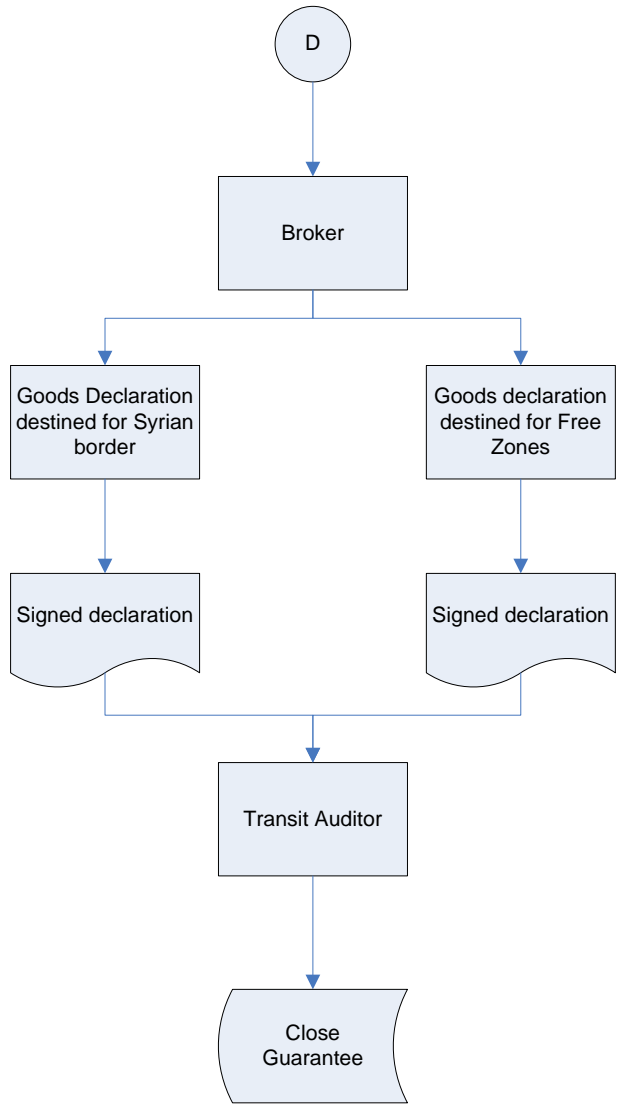 D
Broker
Goods Declaration
destined for Syrian
border
Goods declaration
destined for Free
Zones
Signed declaration
Signed declaration
Transit Auditor
Close
Guarantee